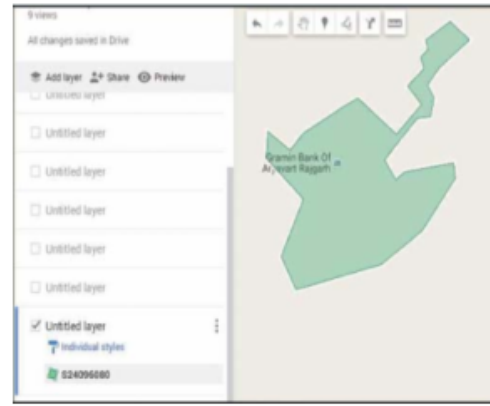 9 views
All changes saved in Drive
Add layer Share Preview
Untitled layer
Untitled layer
Untitled layer
Untitled layer
Untitled layer
Untitled layer
Untitled layer
Individual styles
S24096080
Gramin Bank Of
Aryavart Rajgarh